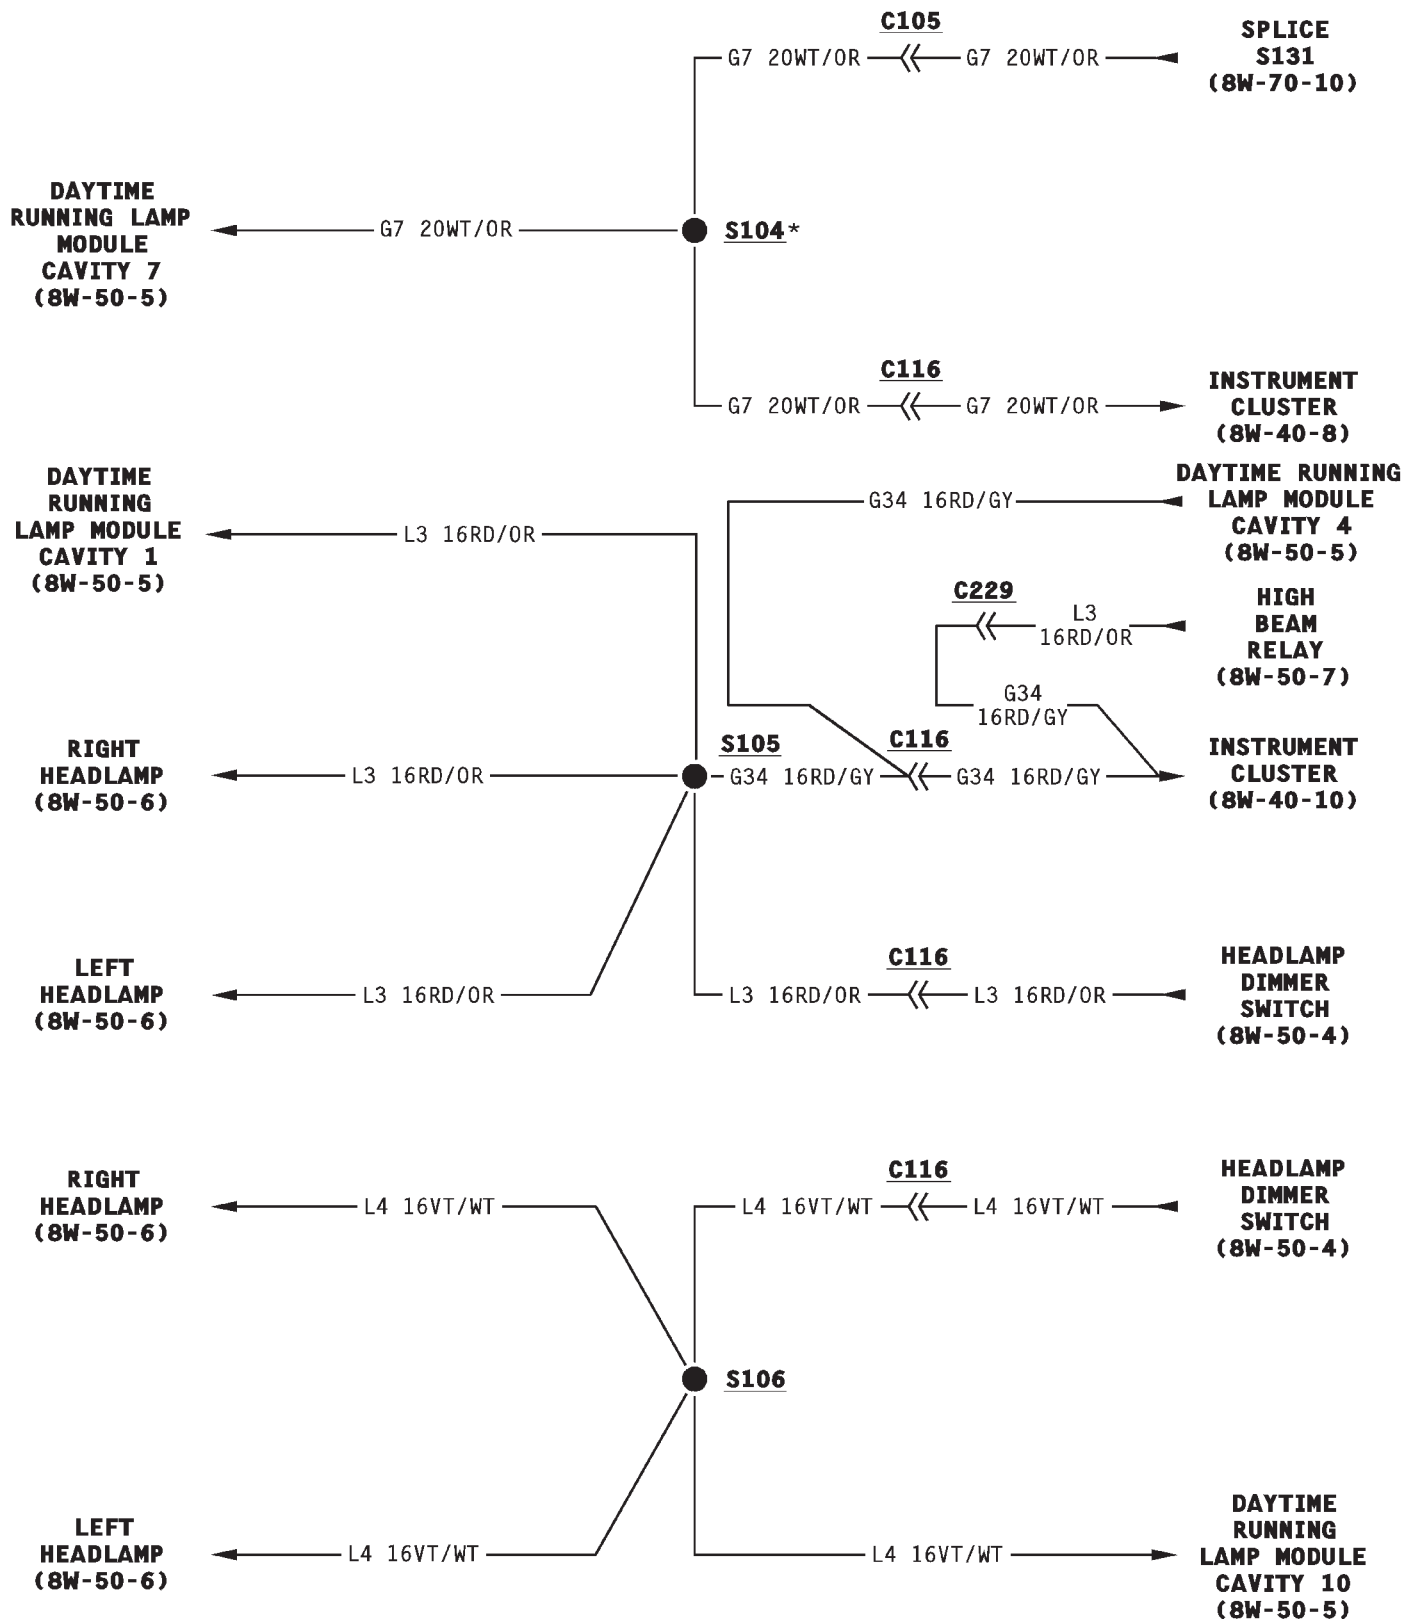 C105
G7 20WT/OR
G7 20WT/OR
SPLICE
S131
(8W-70-10)
DAYTIME
RUNNING LAMP
MODULE
CAVITY 7
(8W-50-5)
G7 20WT/OR
S104*
C116
G7 20WT/OR
G7 20WT/OR
INSTRUMENT
CLUSTER
(8W-40-8)
DAYTIME
RUNNING
LAMP MODULE
CAVITY 1
(8W-50-5)
L3 16RD/OR
G34 16RD/GY
DAYTIME RUNNING
LAMP MODULE
CAVITY 4
(8W-50-5)
C229
L3
16RD/OR
HIGH
BEAM
RELAY
(8W-50-7)
G34
16RD/GY
RIGHT
HEADLAMP
(8W-50-6)
L3 16RD/OR
S105
G34 16RD/GY
C116
G34 16RD/GY
INSTRUMENT
CLUSTER
(8W-40-10)
LEFT
HEADLAMP
(8W-50-6)
L3 16RD/OR
C116
L3 16RD/OR
L3 16RD/OR
HEADLAMP
DIMMER
SWITCH
(8W-50-4)
RIGHT
HEADLAMP
(8W-50-6)
L4 16VT/WT
C116
L4 16VT/WT
L4 16VT/WT
HEADLAMP
DIMMER
SWITCH
(8W-50-4)
S106
LEFT
HEADLAMP
(8W-50-6)
L4 16VT/WT
L4 16VT/WT
DAYTIME
RUNNING
LAMP MODULE
CAVITY 10
(8W-50-5)